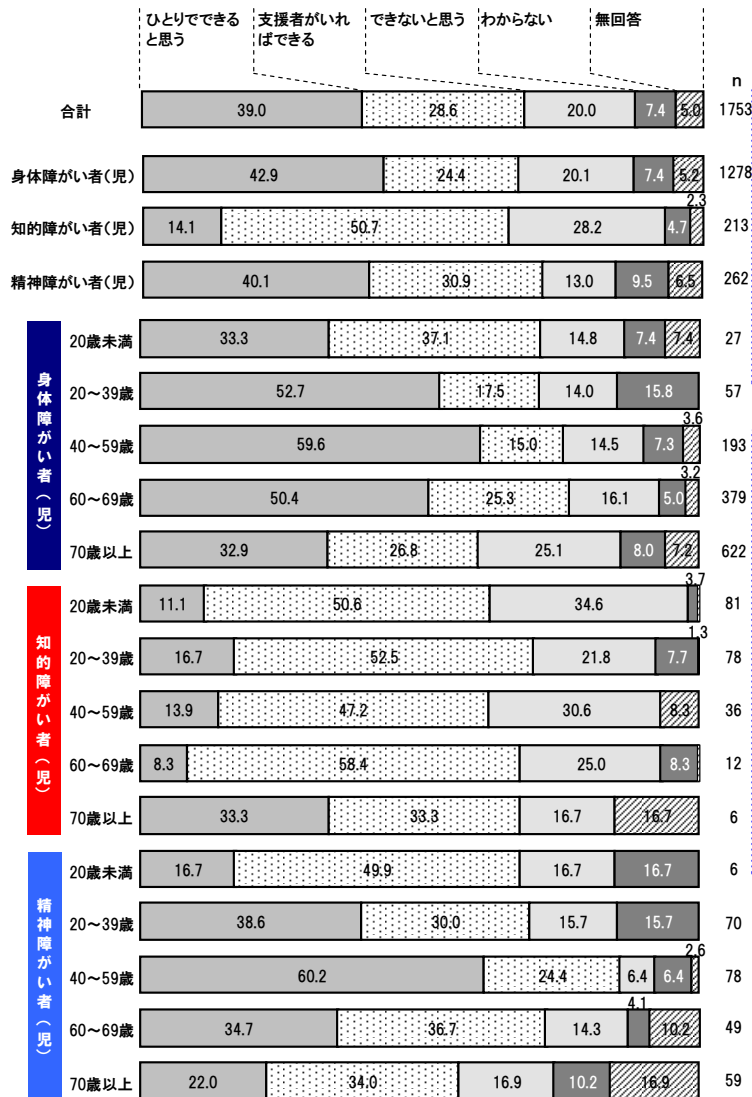 ひとりでできる
と思う
支援者がいれ
ばできる
できないと思う
わからない
無回答
n
合計 39.0 28.6 20.0 7.4 5.0 1753
身体障がい者(児) 42.9 24.4 20.1 7.4 5.2 1278
知的障がい者(児) 14.1 50.7 28.2 4.7 2.3 213
精神障がい者(児) 40.1 30.9 13.0 9.5 6.5 262
身体障がい者(児)
20歳未満 33.3 37.1 14.8 7.4 7.4 27
20～39歳 52.7 17.5 14.0 15.8 57
40～59歳 59.6 15.0 14.5 7.3 3.6 193
60～69歳 50.4 25.3 16.1 5.0 3.2 379
70歳以上 32.9 26.8 25.1 8.0 7.2 622
知的障がい者(児)
20歳未満 11.1 50.6 34.6 3.7 81
20～39歳 16.7 52.5 21.8 7.7 1.3 78
40～59歳 13.9 47.2 30.6 8.3 36
60～69歳 8.3 58.4 25.0 8.3 12
70歳以上 33.3 33.3 16.7 16.7 6
精神障がい者(児)
20歳未満 16.7 49.9 16.7 16.7 6
20～39歳 38.6 30.0 15.7 15.7 70
40～59歳 60.2 24.4 6.4 6.4 2.6 78
60～69歳 34.7 36.7 14.3 4.1 10.2 49
70歳以上 22.0 34.0 16.9 10.2 16.9 59